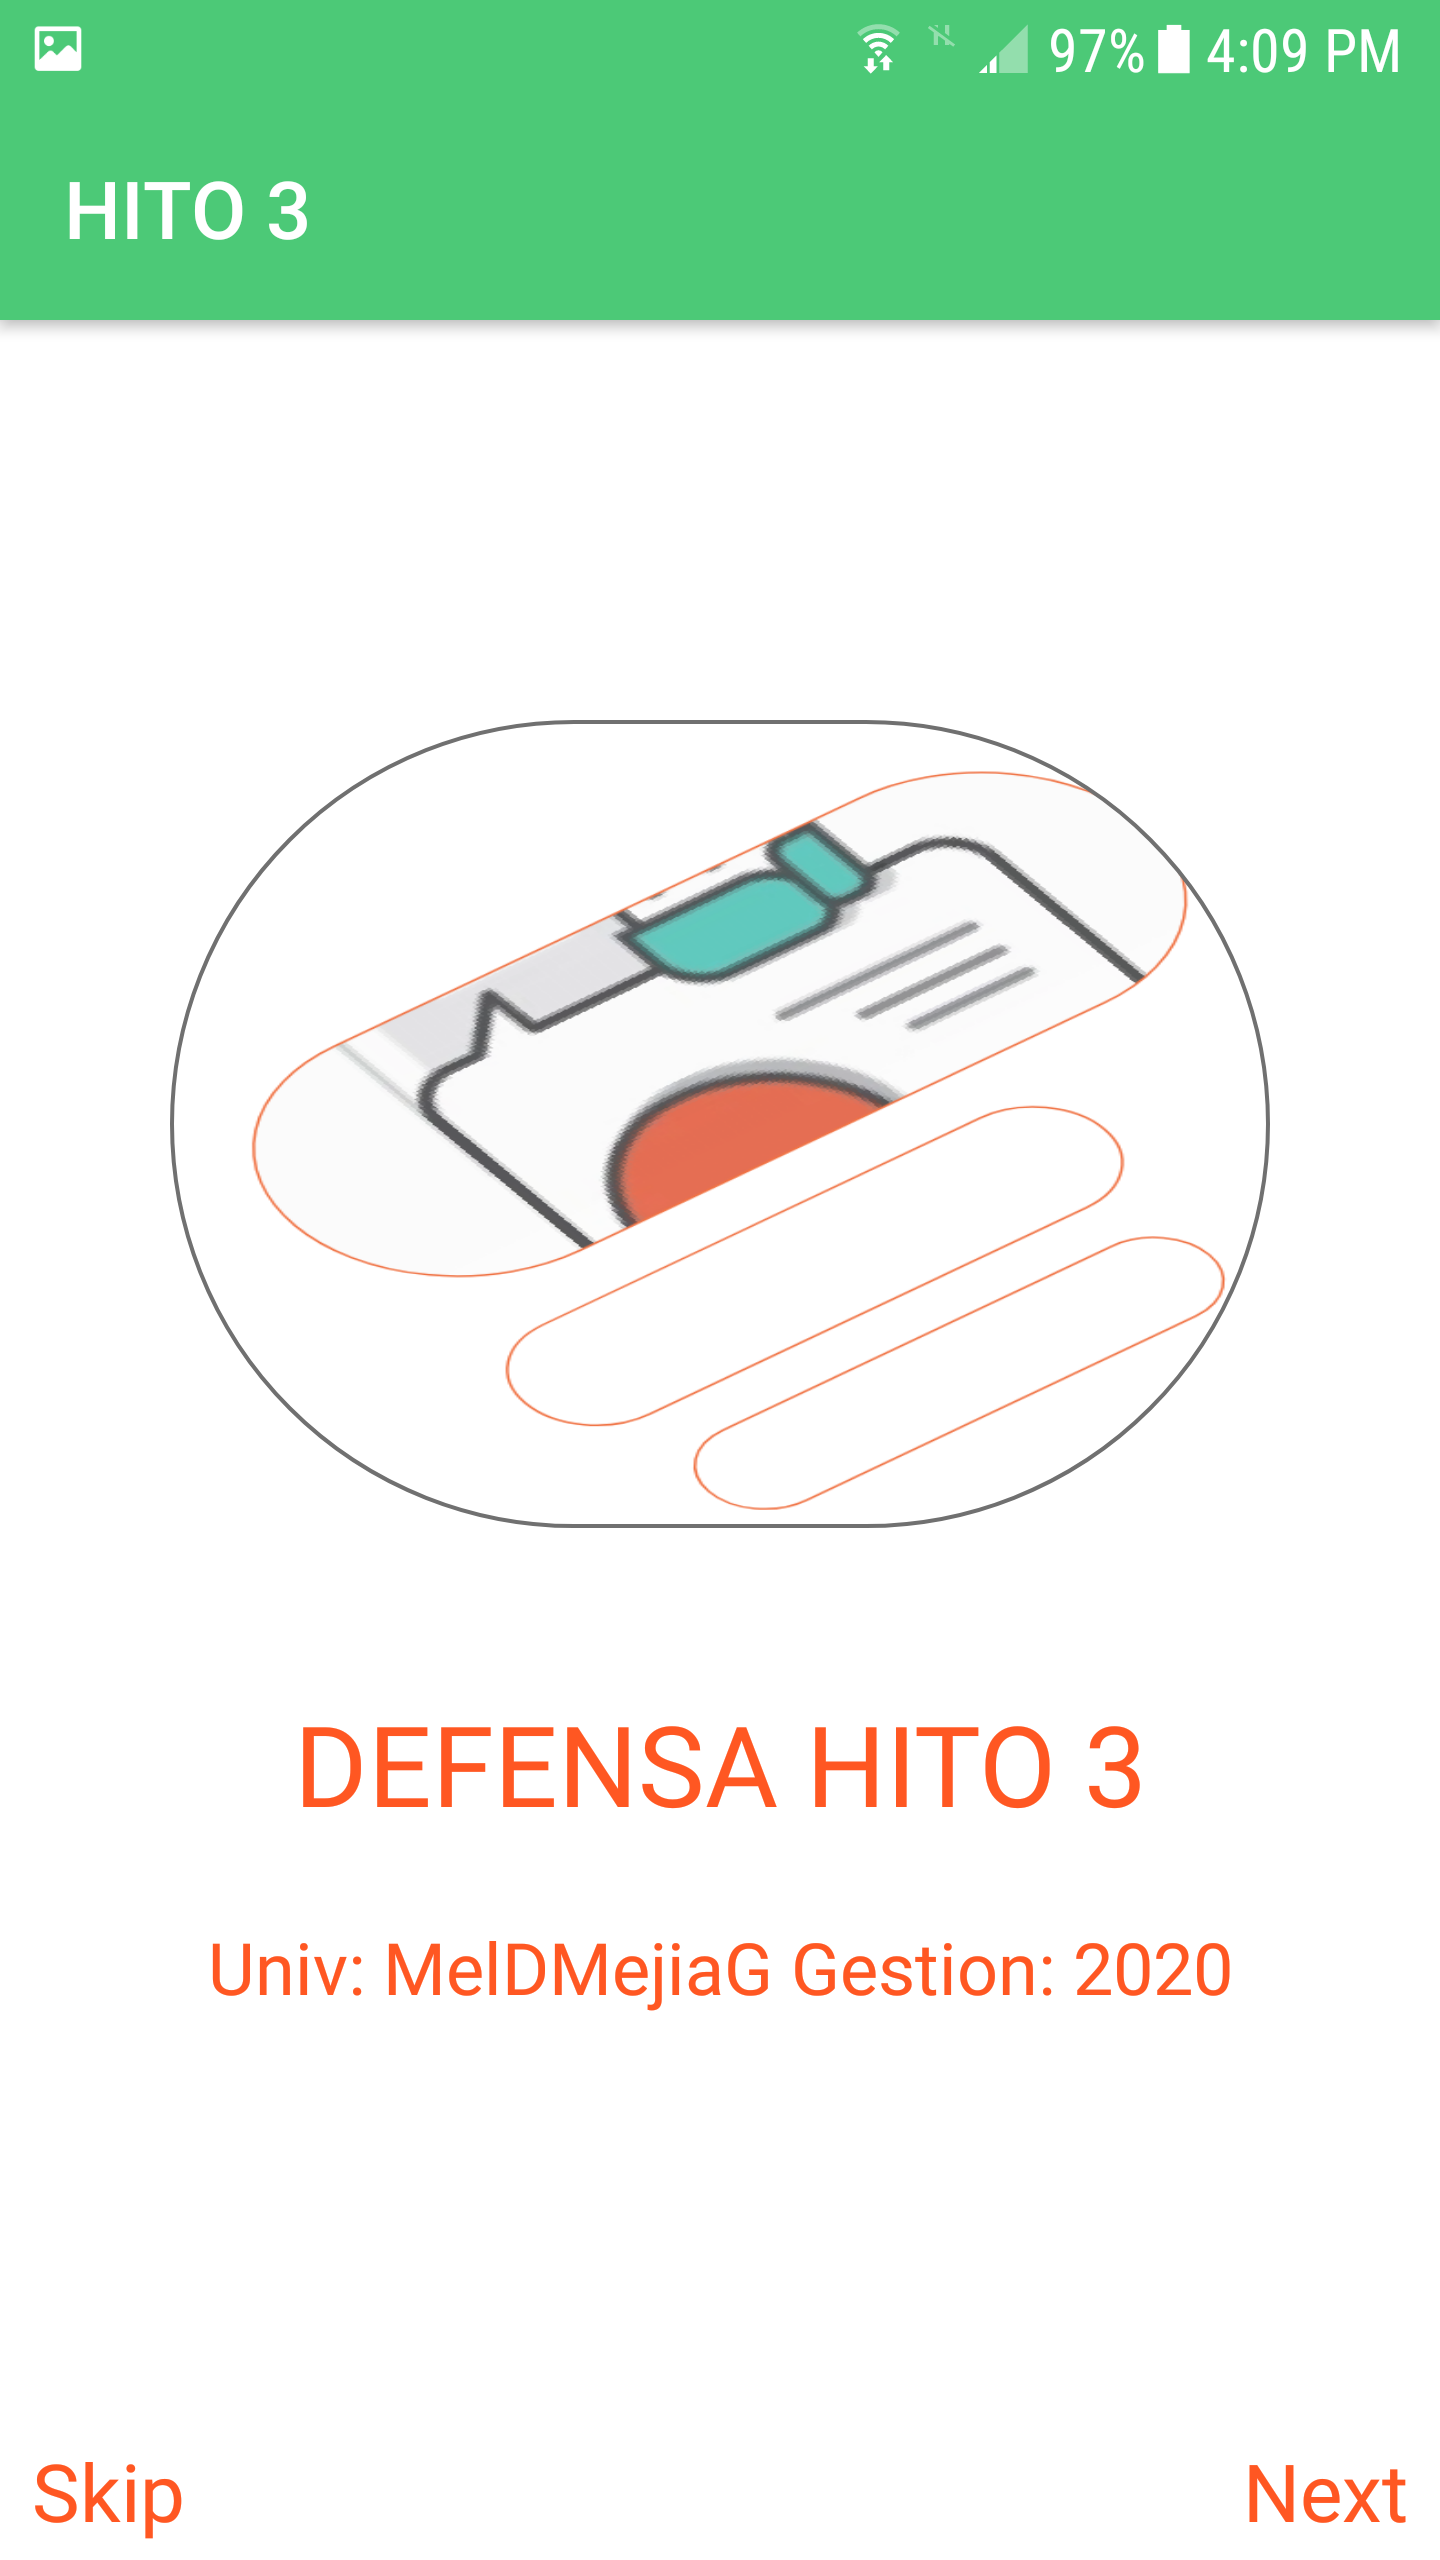 97% 4:09 PM
HITO 3
DEFENSA HITO 3
Univ: MelDMejiaG Gestion: 2020
Skip Next